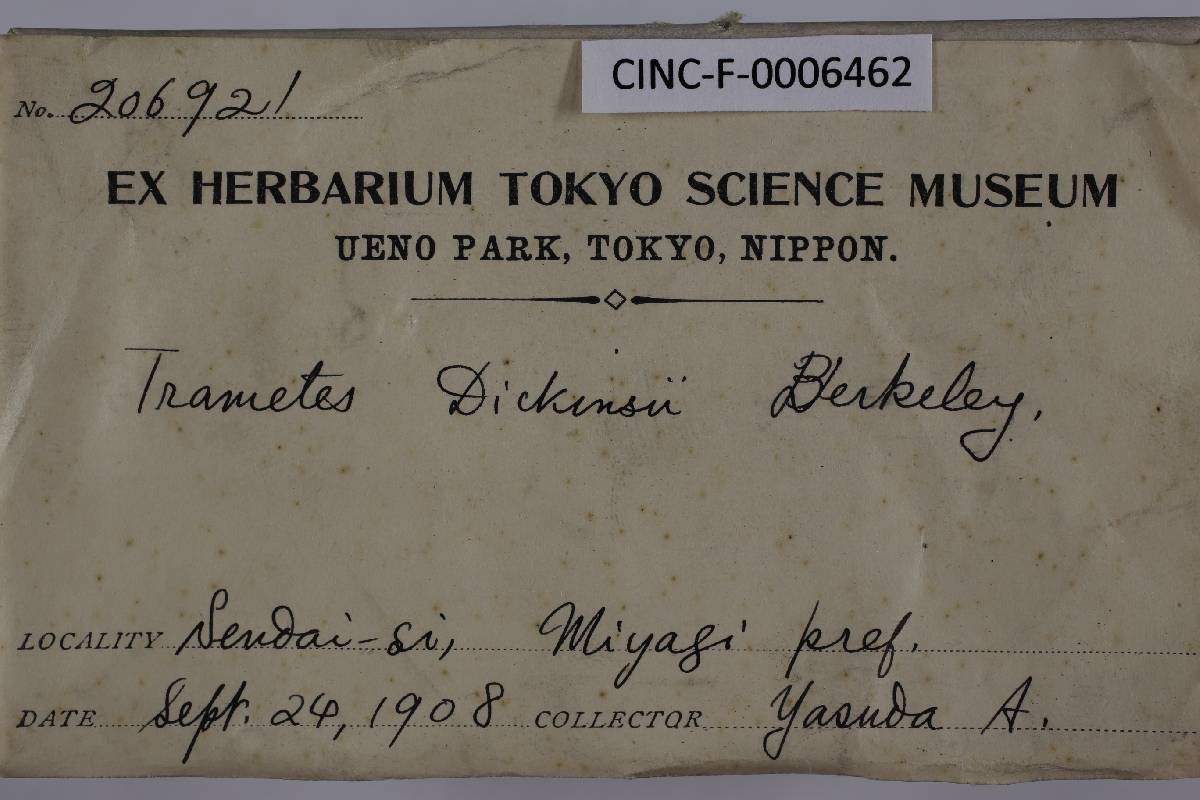 CINC-F-0006462
No. 206921
EX HERBARIUM TOKYO SCIENCE MUSEUM
UENO PARK, TOKYO, NIPPON.
Trametes Dickinsii Berkeley.
LOCALITY Sendai-si, Miyagi pref.
DATE Sept. 24, 1908 COLLECTOR Yasuda A.